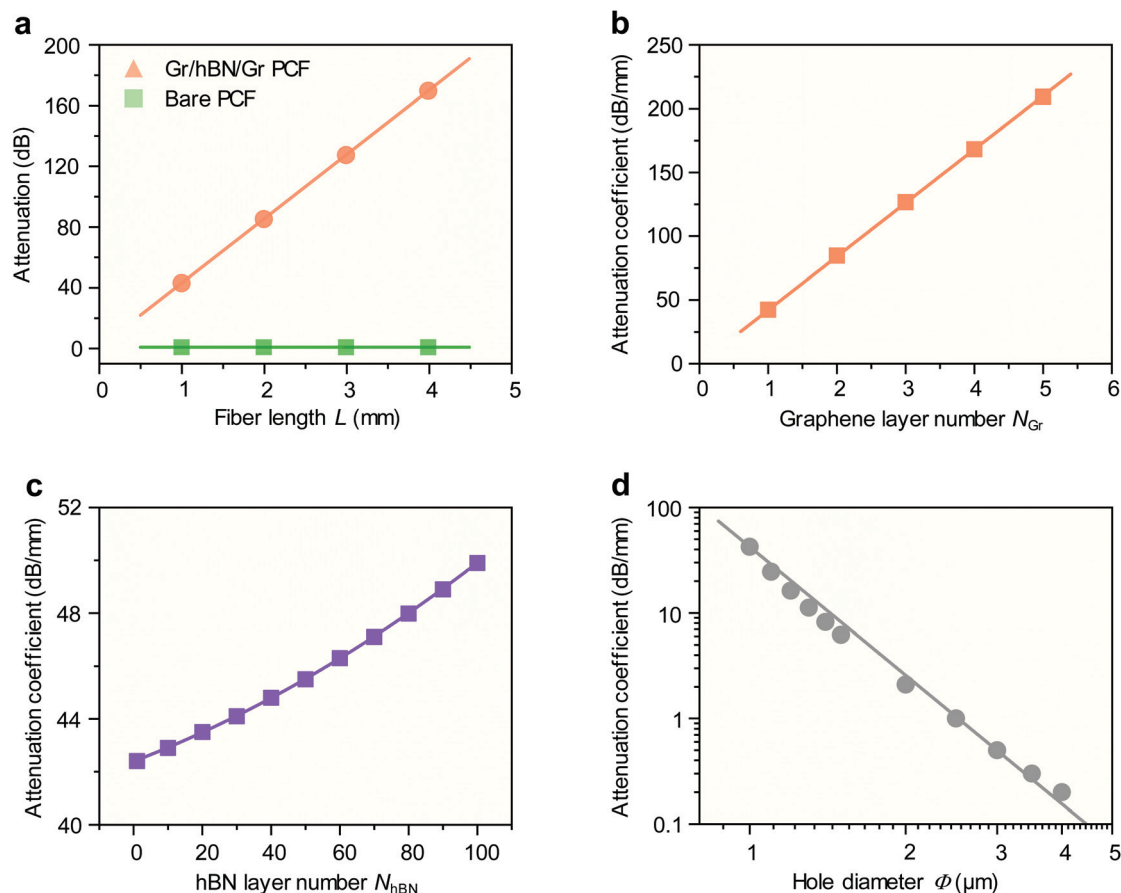 a
200
160
120
80
40
0
Attenuation (dB)
Gr/hBN/Gr PCF
Bare PCF
0 1 2 3 4 5
Fiber length L (mm)
b
250
200
150
100
50
0
Attenuation coefficient (dB/mm)
0 1 2 3 4 5 6
Graphene layer number NGr
c
52
48
44
40
Attenuation coefficient (dB/mm)
0 20 40 60 80 100
hBN layer number NhBN
d
100
10
1
0.1
Attenuation coefficient (dB/mm)
1 2 3 4 5
Hole diameter Φ (µm)